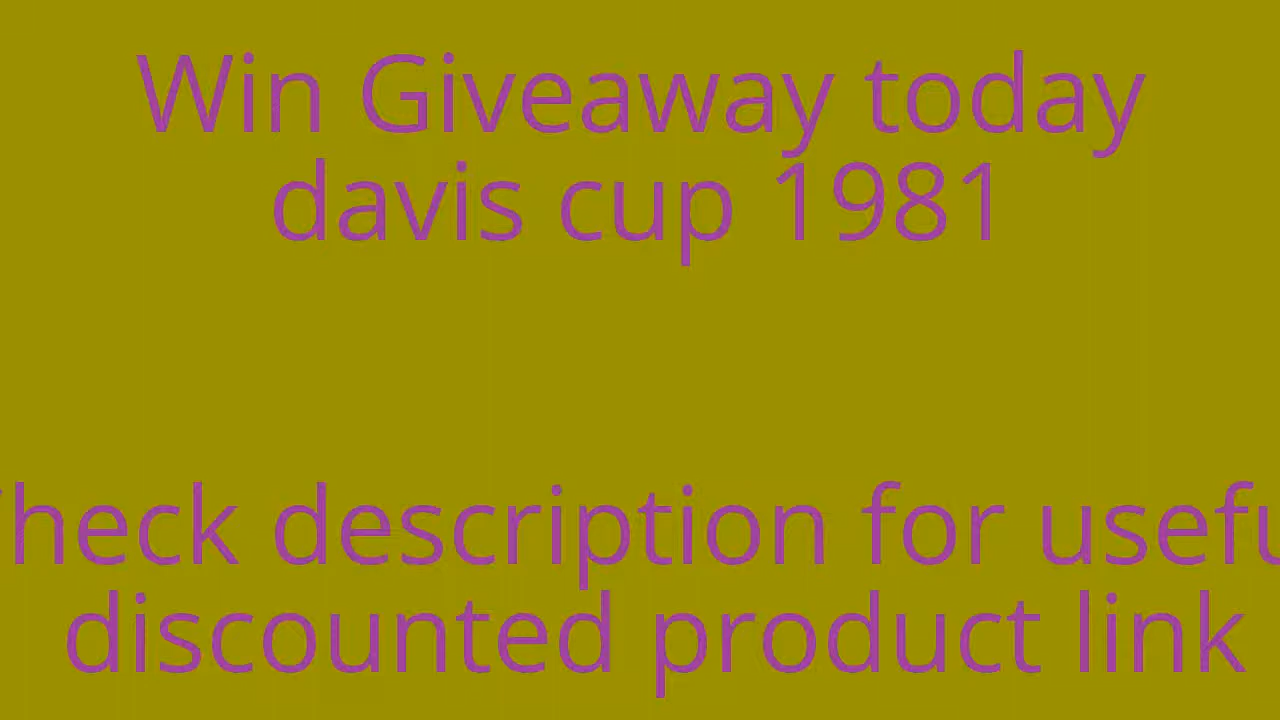 Win Giveaway today
davis cup 1981
heck description for usefu
discounted product link